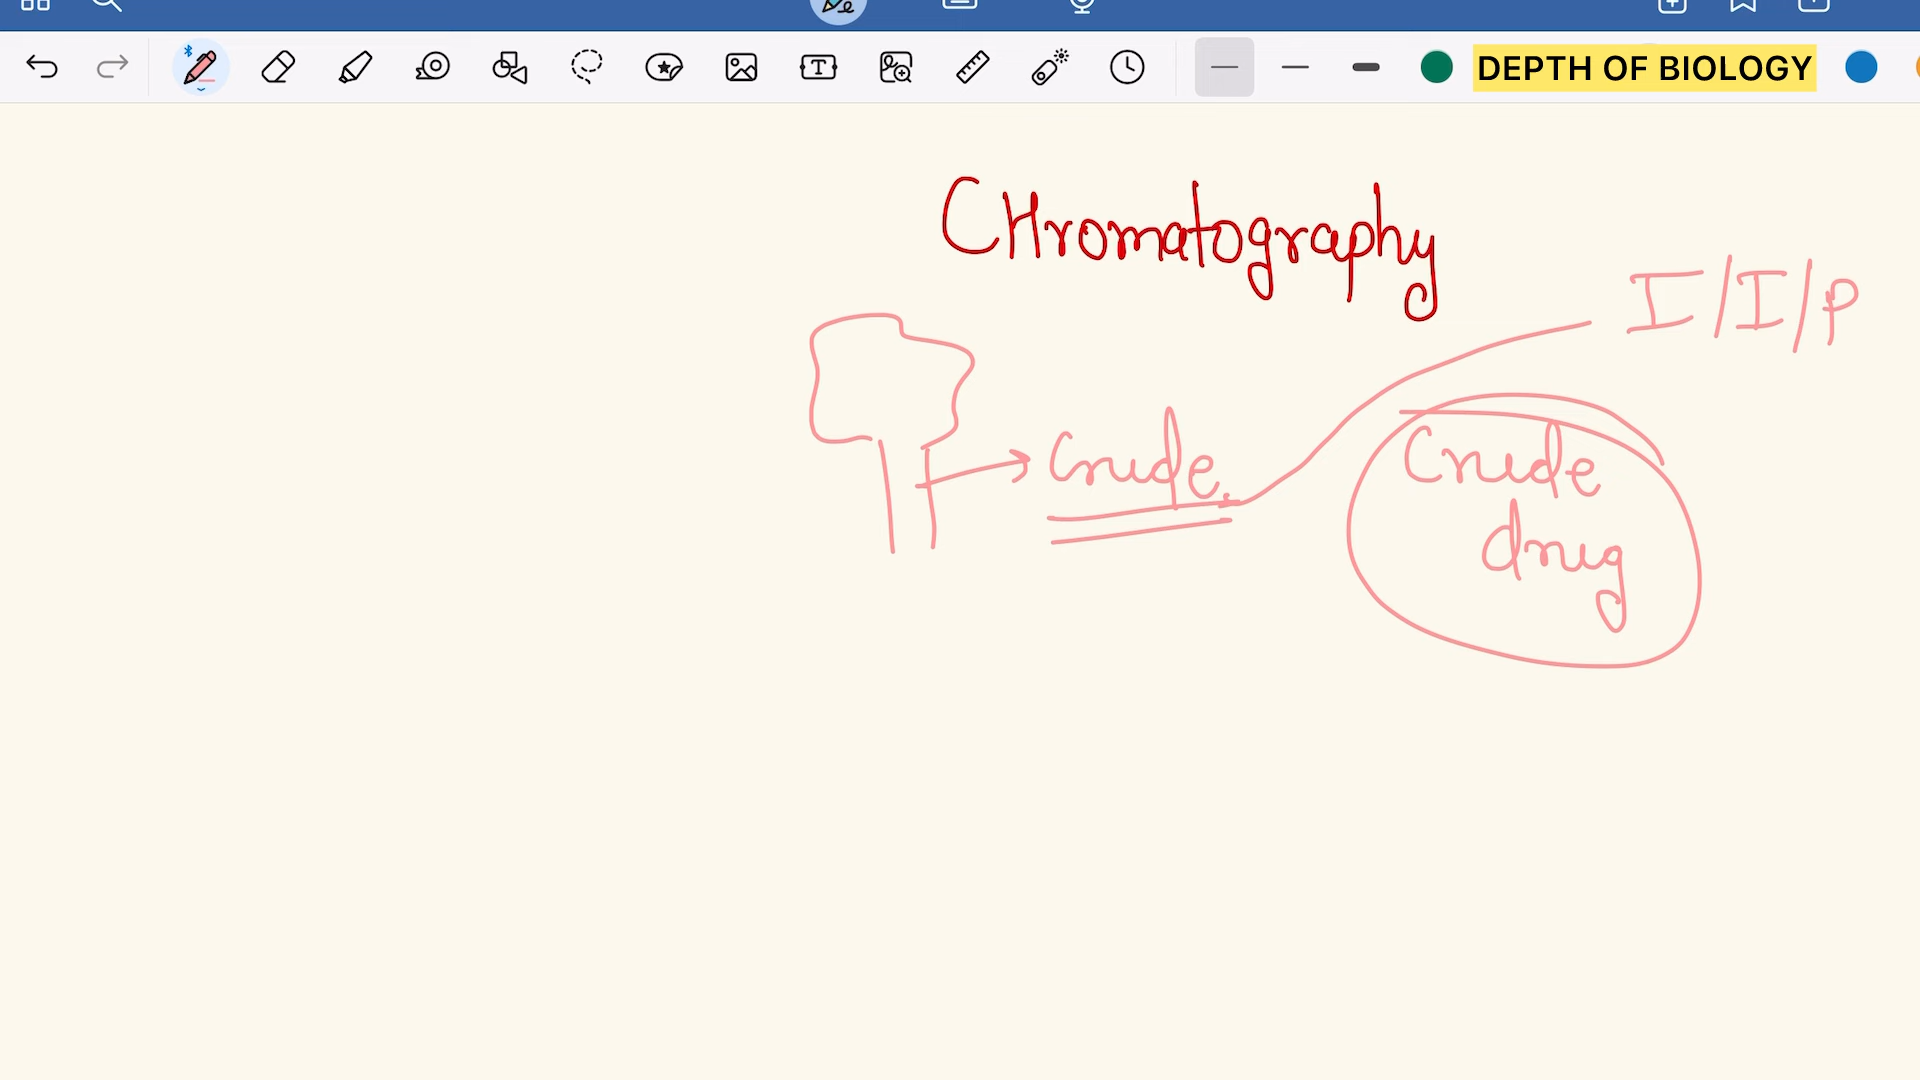 DEPTH OF BIOLOGY
CHromatography
I/I/P
Crude.
Crude
drug